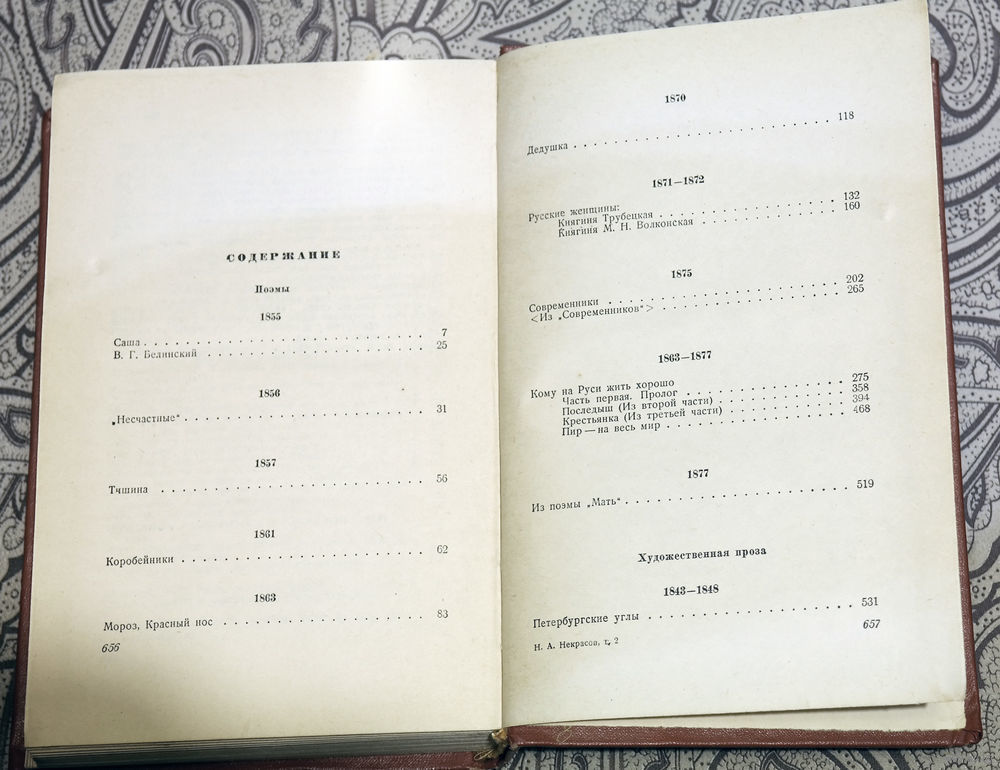 СОДЕРЖАНИЕ
Поэмы
1855
Саша . . . . . . . . . . . . . . . . . . . . . . 7
В. Г. Белинский . . . . . . . . . . . . . . . . . . 25
1856
„Несчастные“ . . . . . . . . . . . . . . . . . . 31
1857
Тчшина . . . . . . . . . . . . . . . . . . . . 56
1861
Коробейники . . . . . . . . . . . . . . . . . . 62
1863
Мороз, Красный нос . . . . . . . . . . . . . . . 83
656
1870
Дедушка . . . . . . . . . . . . . . . . . . . 118
1871—1872
Русские женщины:
Княгиня Трубецкая . . . . . . . . . . . . . 132
Княгиня М. Н. Волконская . . . . . . . . . . 160
1875
Современники . . . . . . . . . . . . . . . . . 202
<Из „Современников“> . . . . . . . . . . . . . 265
1863—1877
Кому на Руси жить хорошо
Часть первая. Пролог . . . . . . . . . . . . 275
Последыш (Из второй части) . . . . . . . . . 358
Крестьянка (Из третьей части) . . . . . . . . 394
Пир — на весь мир . . . . . . . . . . . . . 468
1877
Из поэмы „Мать“ . . . . . . . . . . . . . . . 519
Художественная проза
1843—1848
Петербургские углы . . . . . . . . . . . . . . 531
Н. А. Некрасов, т. 2
657